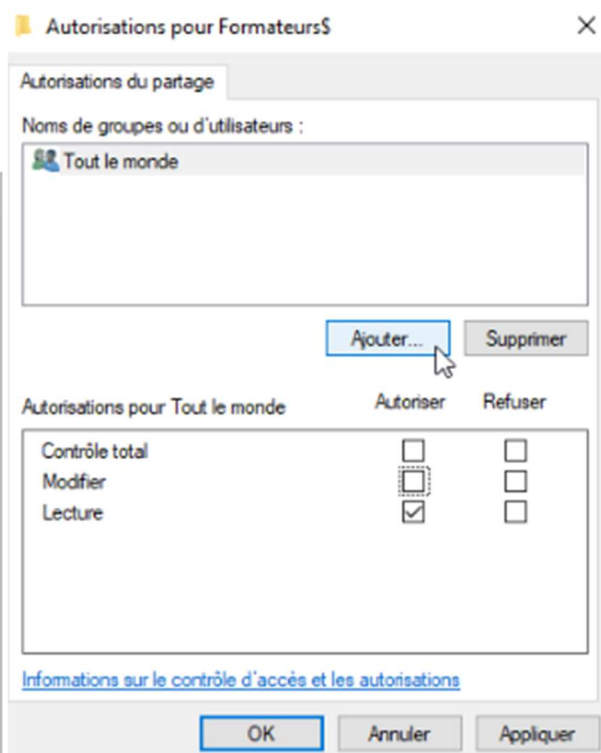 Autorisations pour Formateurs$
Autorisations du partage
Noms de groupes ou d'utilisateurs :
Tout le monde
Ajouter...
Supprimer
Autorisations pour Tout le monde
Autoriser
Refuser
Contrôle total
Modifier
Lecture
Informations sur le contrôle d'accès et les autorisations
OK
Annuler
Appliquer